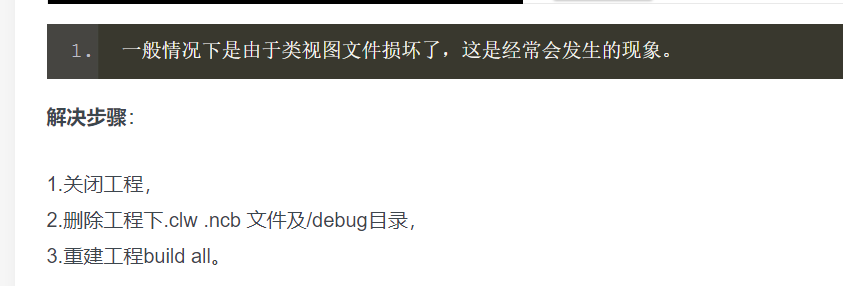 1. 一般情况下是由于类视图文件损坏了，这是经常会发生的现象。
解决步骤：
1.关闭工程，
2.删除工程下.clw .ncb 文件及/debug目录，
3.重建工程build all。